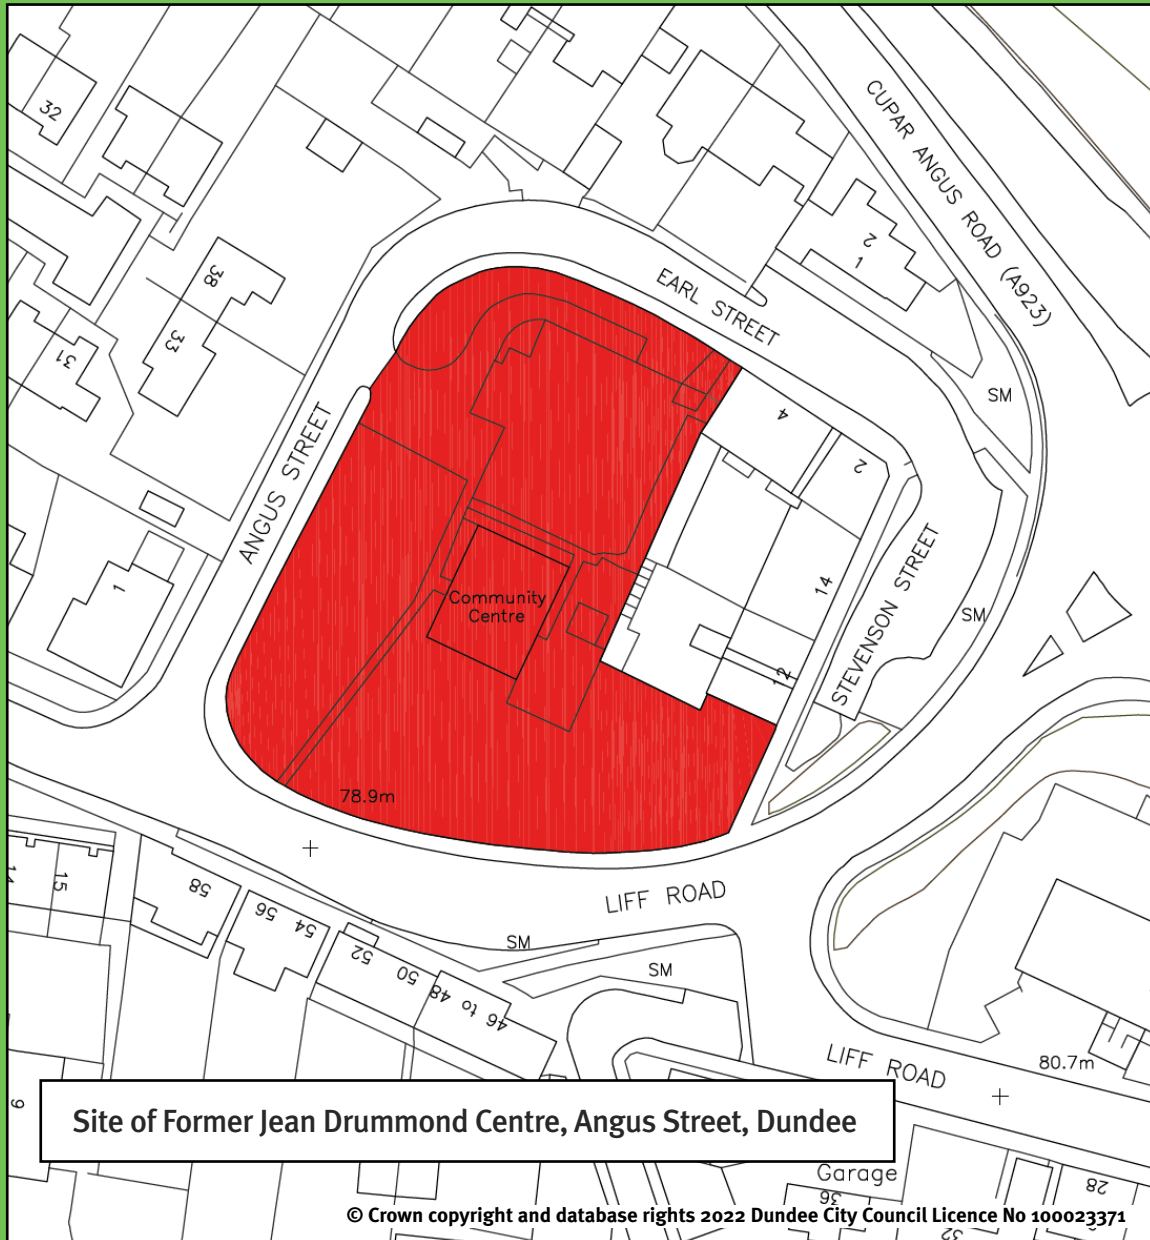 32
CUPAR ANGUS ROAD (A923)
2
1
EARL STREET
38
33
31
SM
4
2
ANGUS STREET
1
Community
Centre
14
STEVENSON STREET
SM
12
78.9m
LIFF ROAD
14
15
58
56
54
52
50
46 to 48
SM
SM
LIFF ROAD
80.7m
9
Site of Former Jean Drummond Centre, Angus Street, Dundee
Garage
36
28
32
© Crown copyright and database rights 2022 Dundee City Council Licence No 100023371